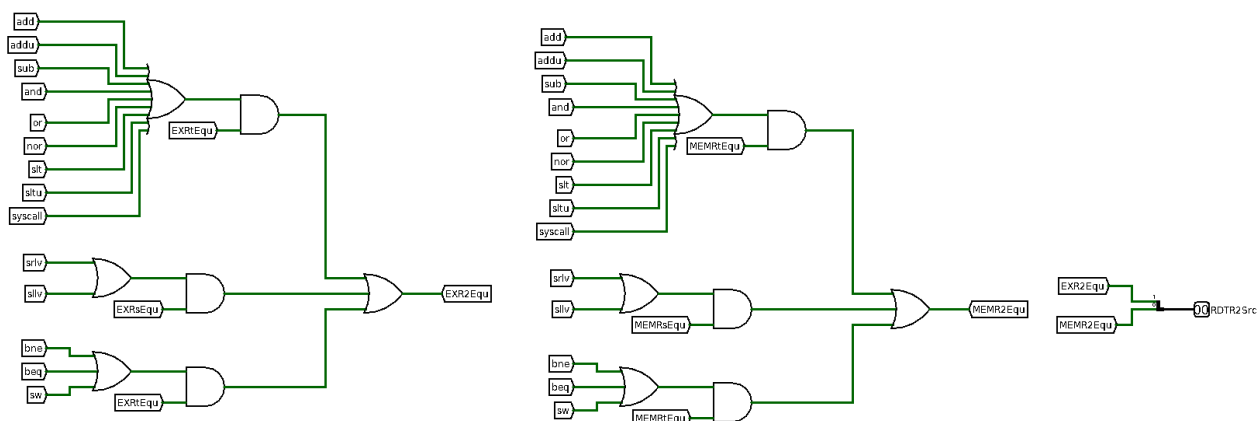 add
addu
sub
and
or
nor
slt
sltu
syscall
EXRtEqu
srlv
sllv
EXRsEqu
bne
beq
sw
EXRtEqu
EXR2Equ
add
addu
sub
and
or
nor
slt
sltu
syscall
MEMRtEqu
srlv
sllv
MEMRsEqu
bne
beq
sw
MEMRtEqu
MEMR2Equ
EXR2Equ
MEMR2Equ
00 RDTR2Src